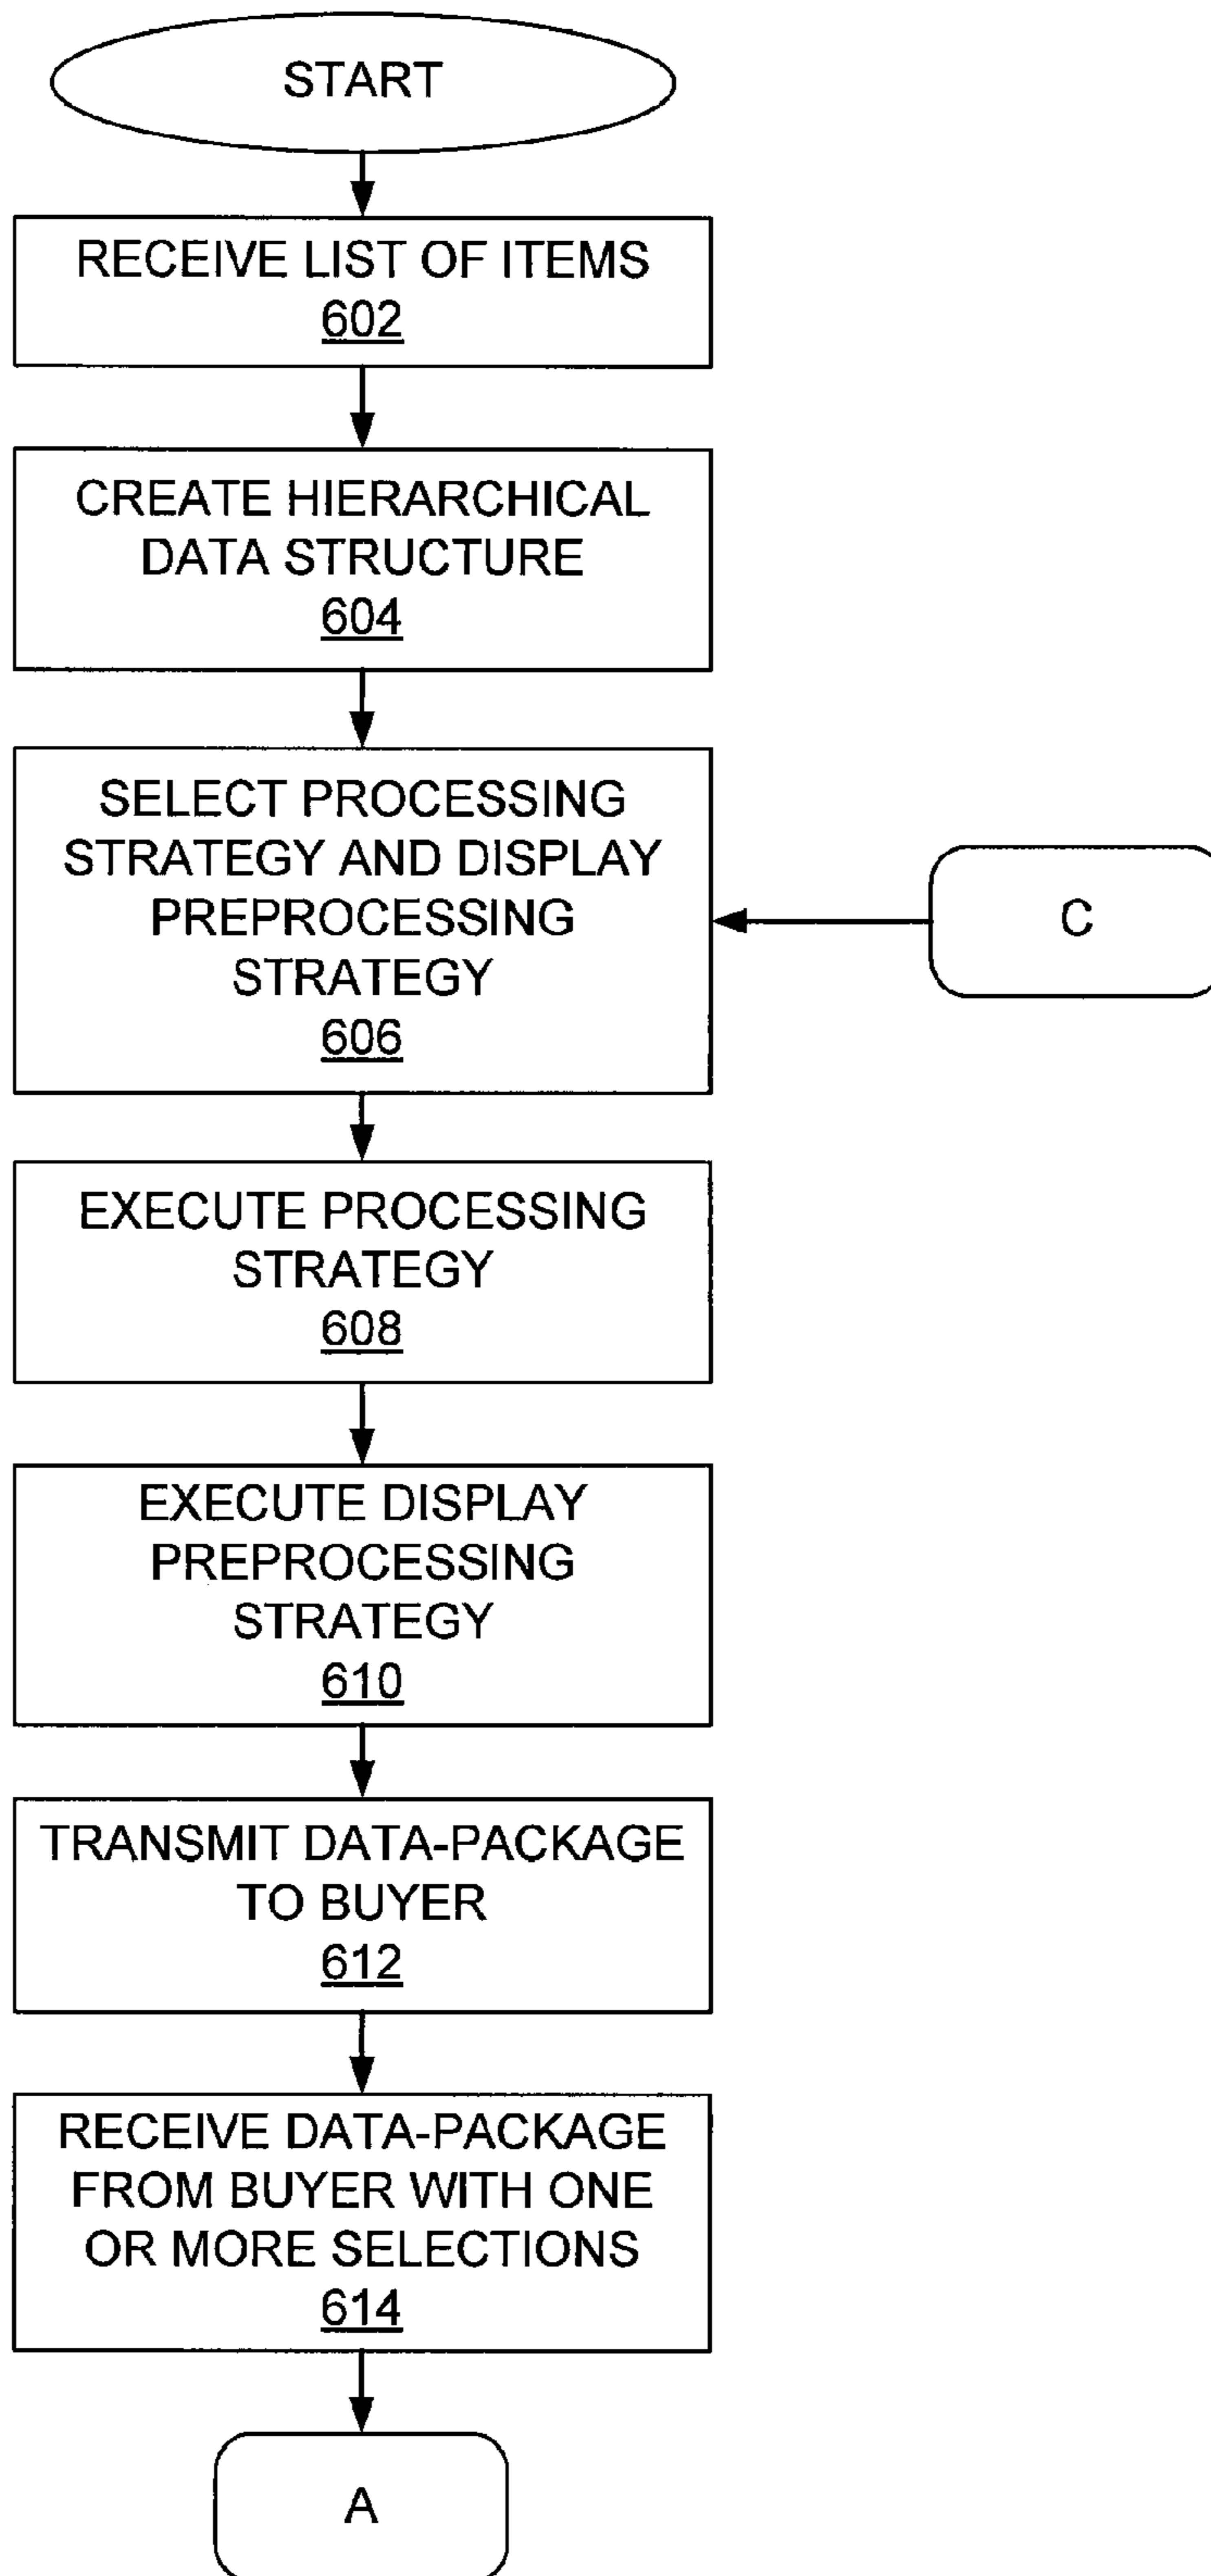 START
RECEIVE LIST OF ITEMS
602
CREATE HIERARCHICAL
DATA STRUCTURE
604
SELECT PROCESSING
STRATEGY AND DISPLAY
PREPROCESSING
STRATEGY
606
C
EXECUTE PROCESSING
STRATEGY
608
EXECUTE DISPLAY
PREPROCESSING
STRATEGY
610
TRANSMIT DATA-PACKAGE
TO BUYER
612
RECEIVE DATA-PACKAGE
FROM BUYER WITH ONE
OR MORE SELECTIONS
614
A